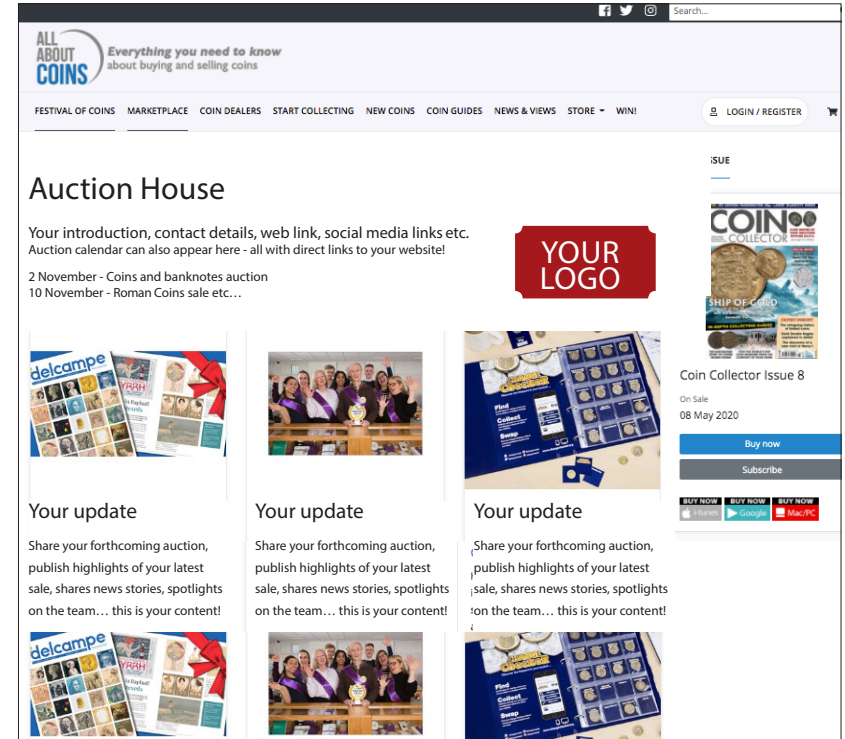 Search...
ALL
ABOUT
COINS
Everything you need to know
about buying and selling coins
FESTIVAL OF COINS MARKETPLACE COIN DEALERS START COLLECTING NEW COINS COIN GUIDES NEWS & VIEWS STORE WIN!
LOGIN / REGISTER
SSUE
Auction House
Your introduction, contact details, web link, social media links etc.
Auction calendar can also appear here - all with direct links to your website!
2 November - Coins and banknotes auction
10 November - Roman Coins sale etc…
YOUR
LOGO
COIN
COLLECTOR
SHIP OF GOLD
IN-DEPTH COLLECTING GUIDES
Coin Collector Issue 8
On Sale
08 May 2020
Buy now
Subscribe
BUY NOW BUY NOW BUY NOW
iTunes Google Mac/PC
delcampe
Find
Collect
Swap
Your update
Share your forthcoming auction,
publish highlights of your latest
sale, shares news stories, spotlights
on the team… this is your content!
Your update
Share your forthcoming auction,
publish highlights of your latest
sale, shares news stories, spotlights
on the team… this is your content!
Your update
Share your forthcoming auction,
publish highlights of your latest
sale, shares news stories, spotlights
on the team… this is your content!
delcampe
Find
Collect
Swap